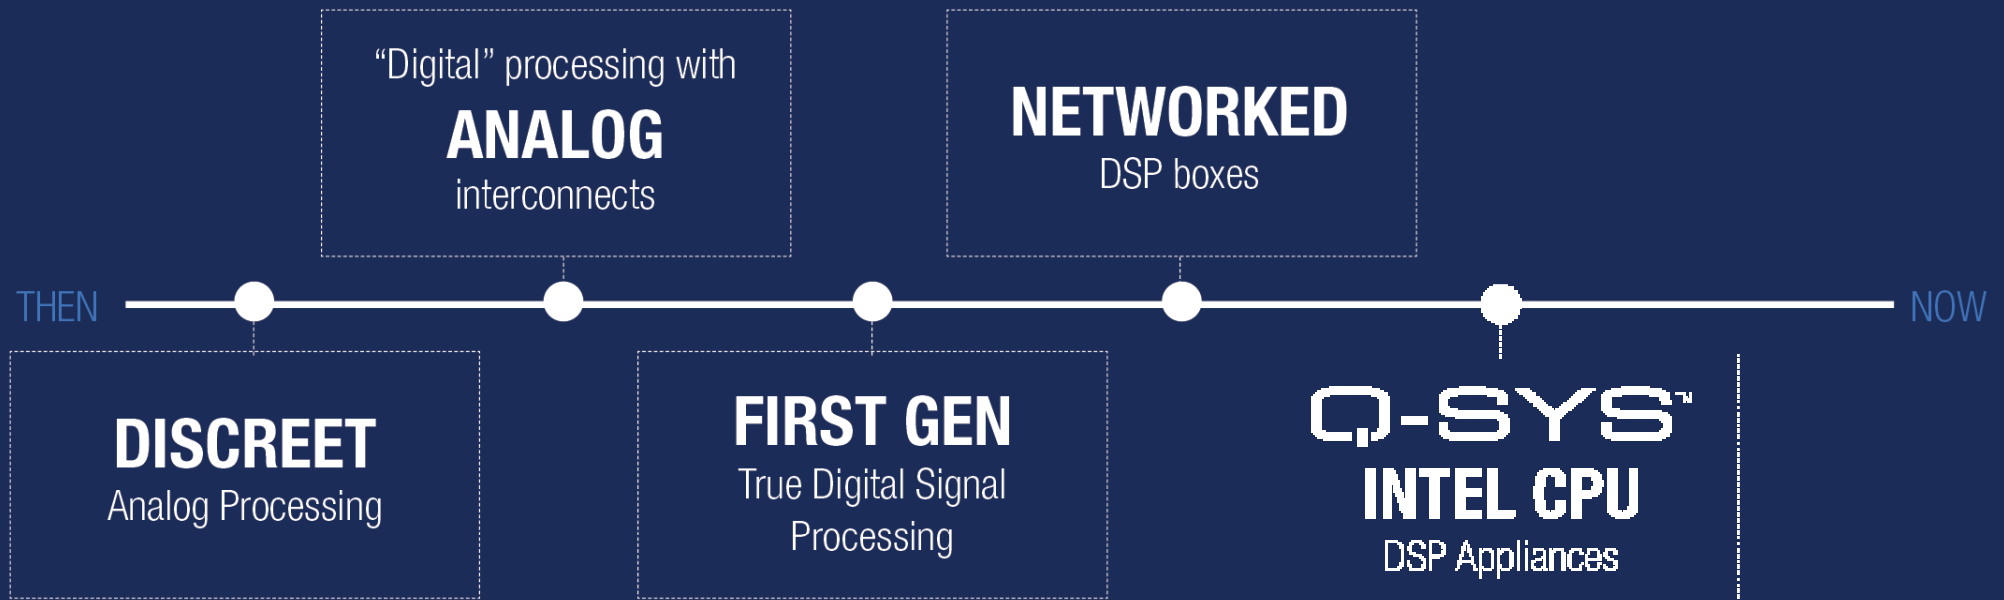 “Digital” processing with
ANALOG
interconnects
NETWORKED
DSP boxes
THEN
NOW
DISCREET
Analog Processing
FIRST GEN
True Digital Signal
Processing
Q-SYS™
INTEL CPU
DSP Appliances